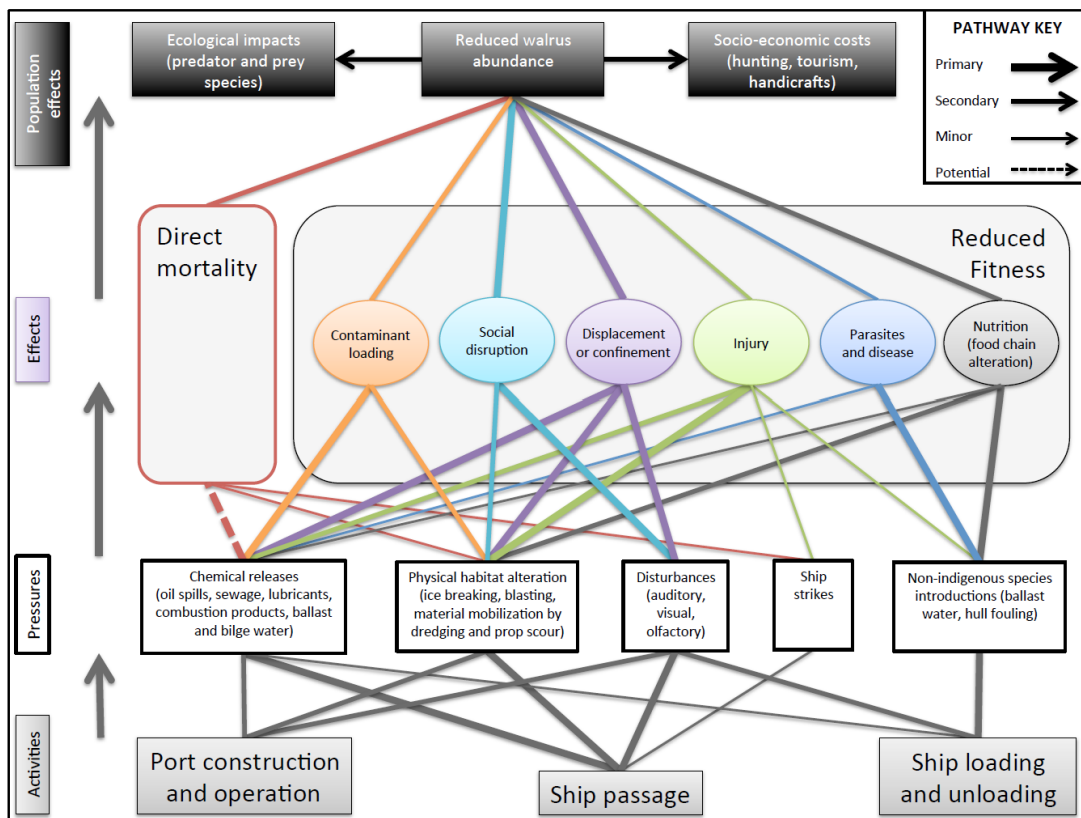 Population
effects
Ecological impacts
(predator and prey
species)
Reduced walrus
abundance
Socio-economic costs
(hunting, tourism,
handicrafts)
PATHWAY KEY
Primary
Secondary
Minor
Potential
Effects
Direct
mortality
Reduced
Fitness
Contaminant
loading
Social
disruption
Displacement
or confinement
Injury
Parasites
and disease
Nutrition
(food chain
alteration)
Pressures
Chemical releases
(oil spills, sewage, lubricants,
combustion products, ballast
and bilge water)
Physical habitat alteration
(ice breaking, blasting,
material mobilization by
dredging and prop scour)
Disturbances
(auditory,
visual,
olfactory)
Ship
strikes
Non-indigenous species
introductions (ballast
water, hull fouling)
Activities
Port construction
and operation
Ship passage
Ship loading
and unloading